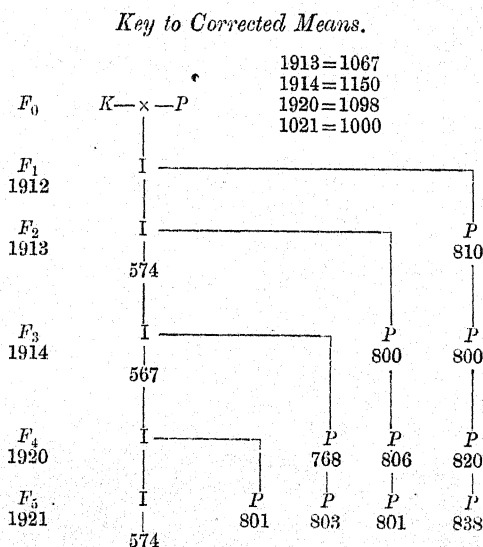 Key to Corrected Means.
1913=1067
1914=1150
1920=1098
1021=1000
F₀ K—×—P
F₁ I
1912
F₂ I P
1913 810
574
F₃ I P P
1914 800 800
567
F₄ I P P P
1920 768 806 820
F₅ I P P P P
1921 801 803 801 838
574